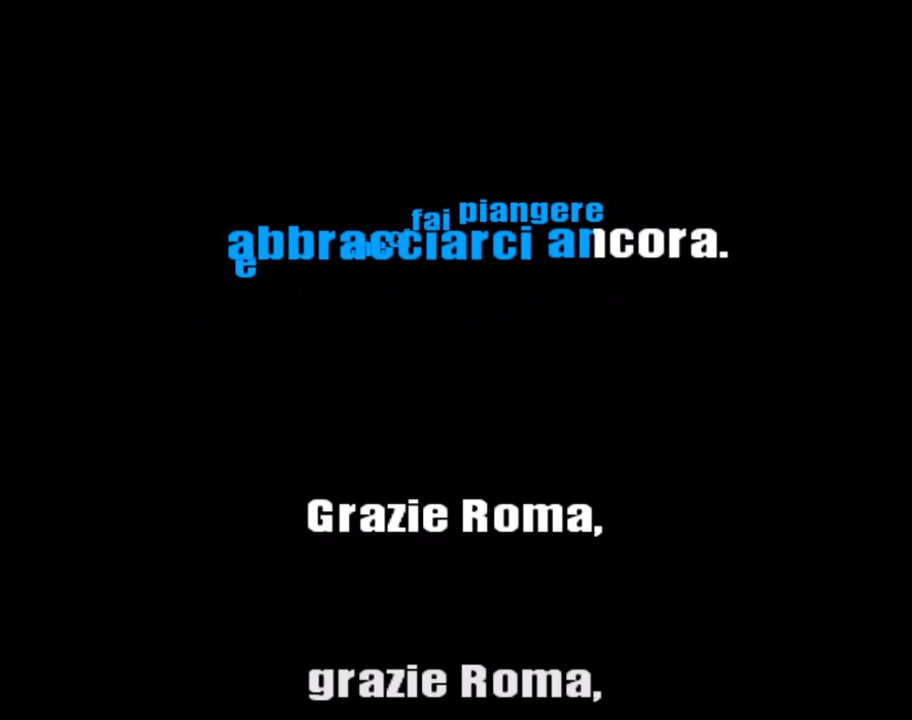 fai piangere
e
abbracciarci ancora.
Grazie Roma,
grazie Roma,